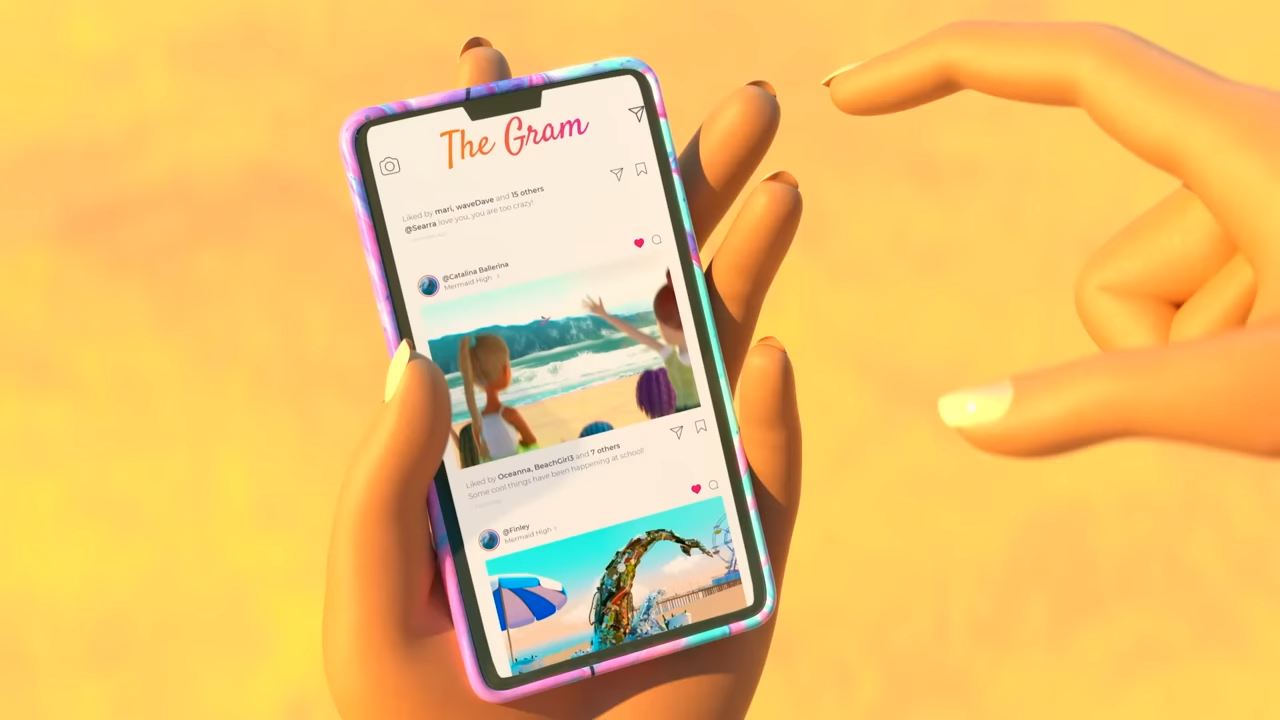 The Gram
Liked by mari, waveDave and 15 others
@Searra love you, you are too crazy!
@Catalina Ballerina
Mermaid High
Liked by Oceanna, BeachGirl3 and 7 others
Some cool things have been happening at school!
@Finley
Mermaid High